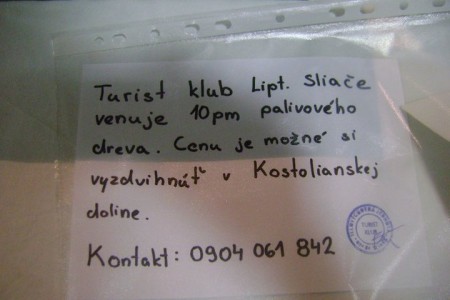 Turist klub Lipt. Sliače
venuje 10pm palivového
dreva. Cenu je možné si
vyzdvihnúť v Kostolianskej
doline.
Kontakt: 0904 061 842